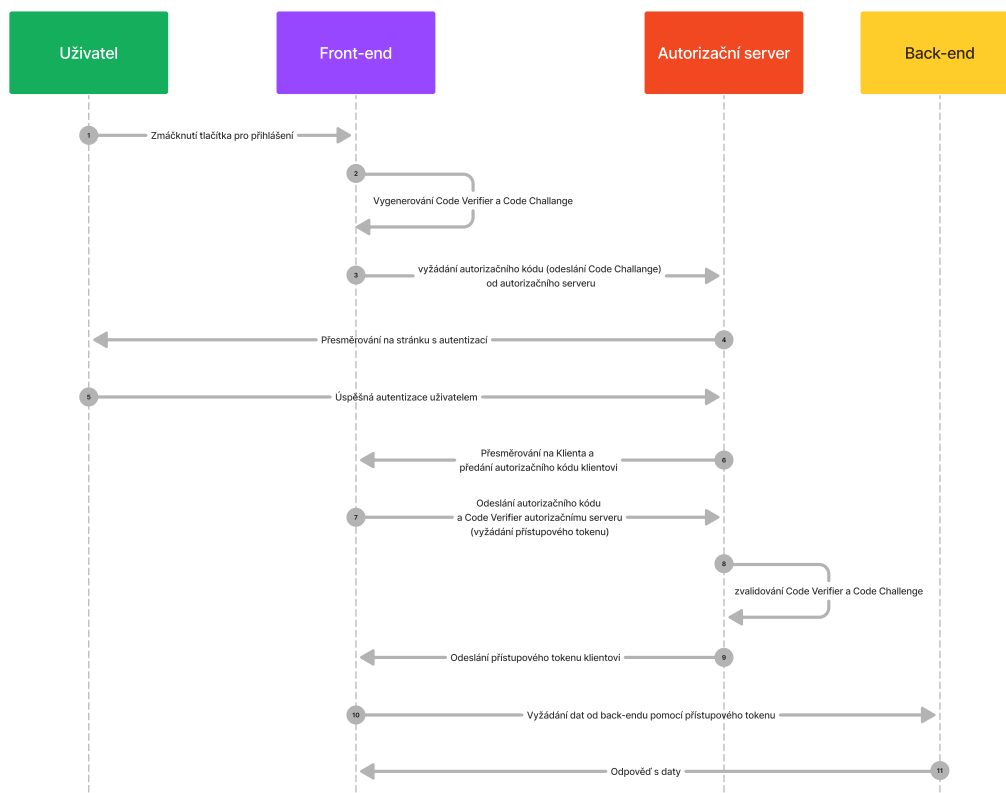 Uživatel
Front-end
Autorizační server
Back-end
1
Zmáčknutí tlačítka pro přihlášení
2
Vygenerování Code Verifier a Code Challange
3
vyžádání autorizačního kódu (odeslání Code Challange)
od autorizačního serveru
Přesměrování na stránku s autentizací
4
5
Úspěšná autentizace uživatelem
Přesměrování na Klienta a
předání autorizačního kódu klientovi
6
7
Odeslání autorizačního kódu
a Code Verifier autorizačnímu serveru
(vyžádání přístupového tokenu)
8
zvalidování Code Verifier a Code Challenge
Odeslání přístupového tokenu klientovi
9
10
Vyžádání dat od back-endu pomocí přístupového tokenu
Odpověď s daty
11